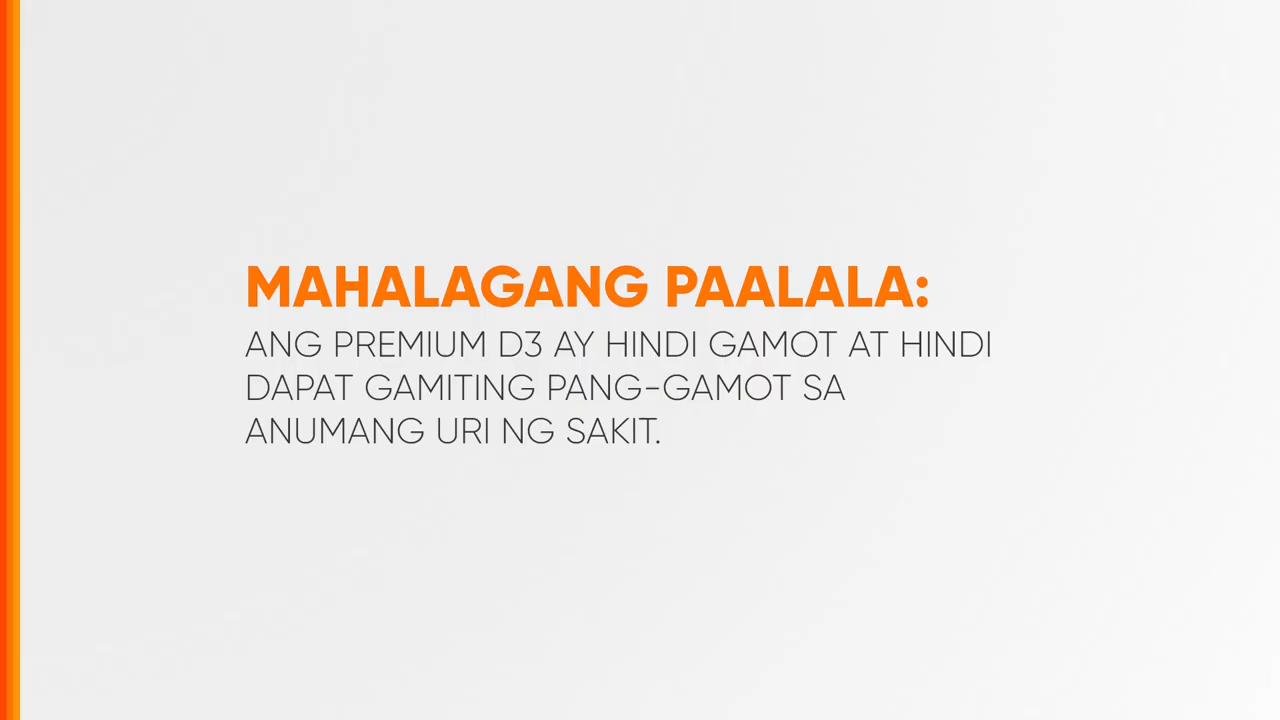 MAHALAGANG PAALALA:
ANG PREMIUM D3 AY HINDI GAMOT AT HINDI
DAPAT GAMITING PANG-GAMOT SA
ANUMANG URI NG SAKIT.